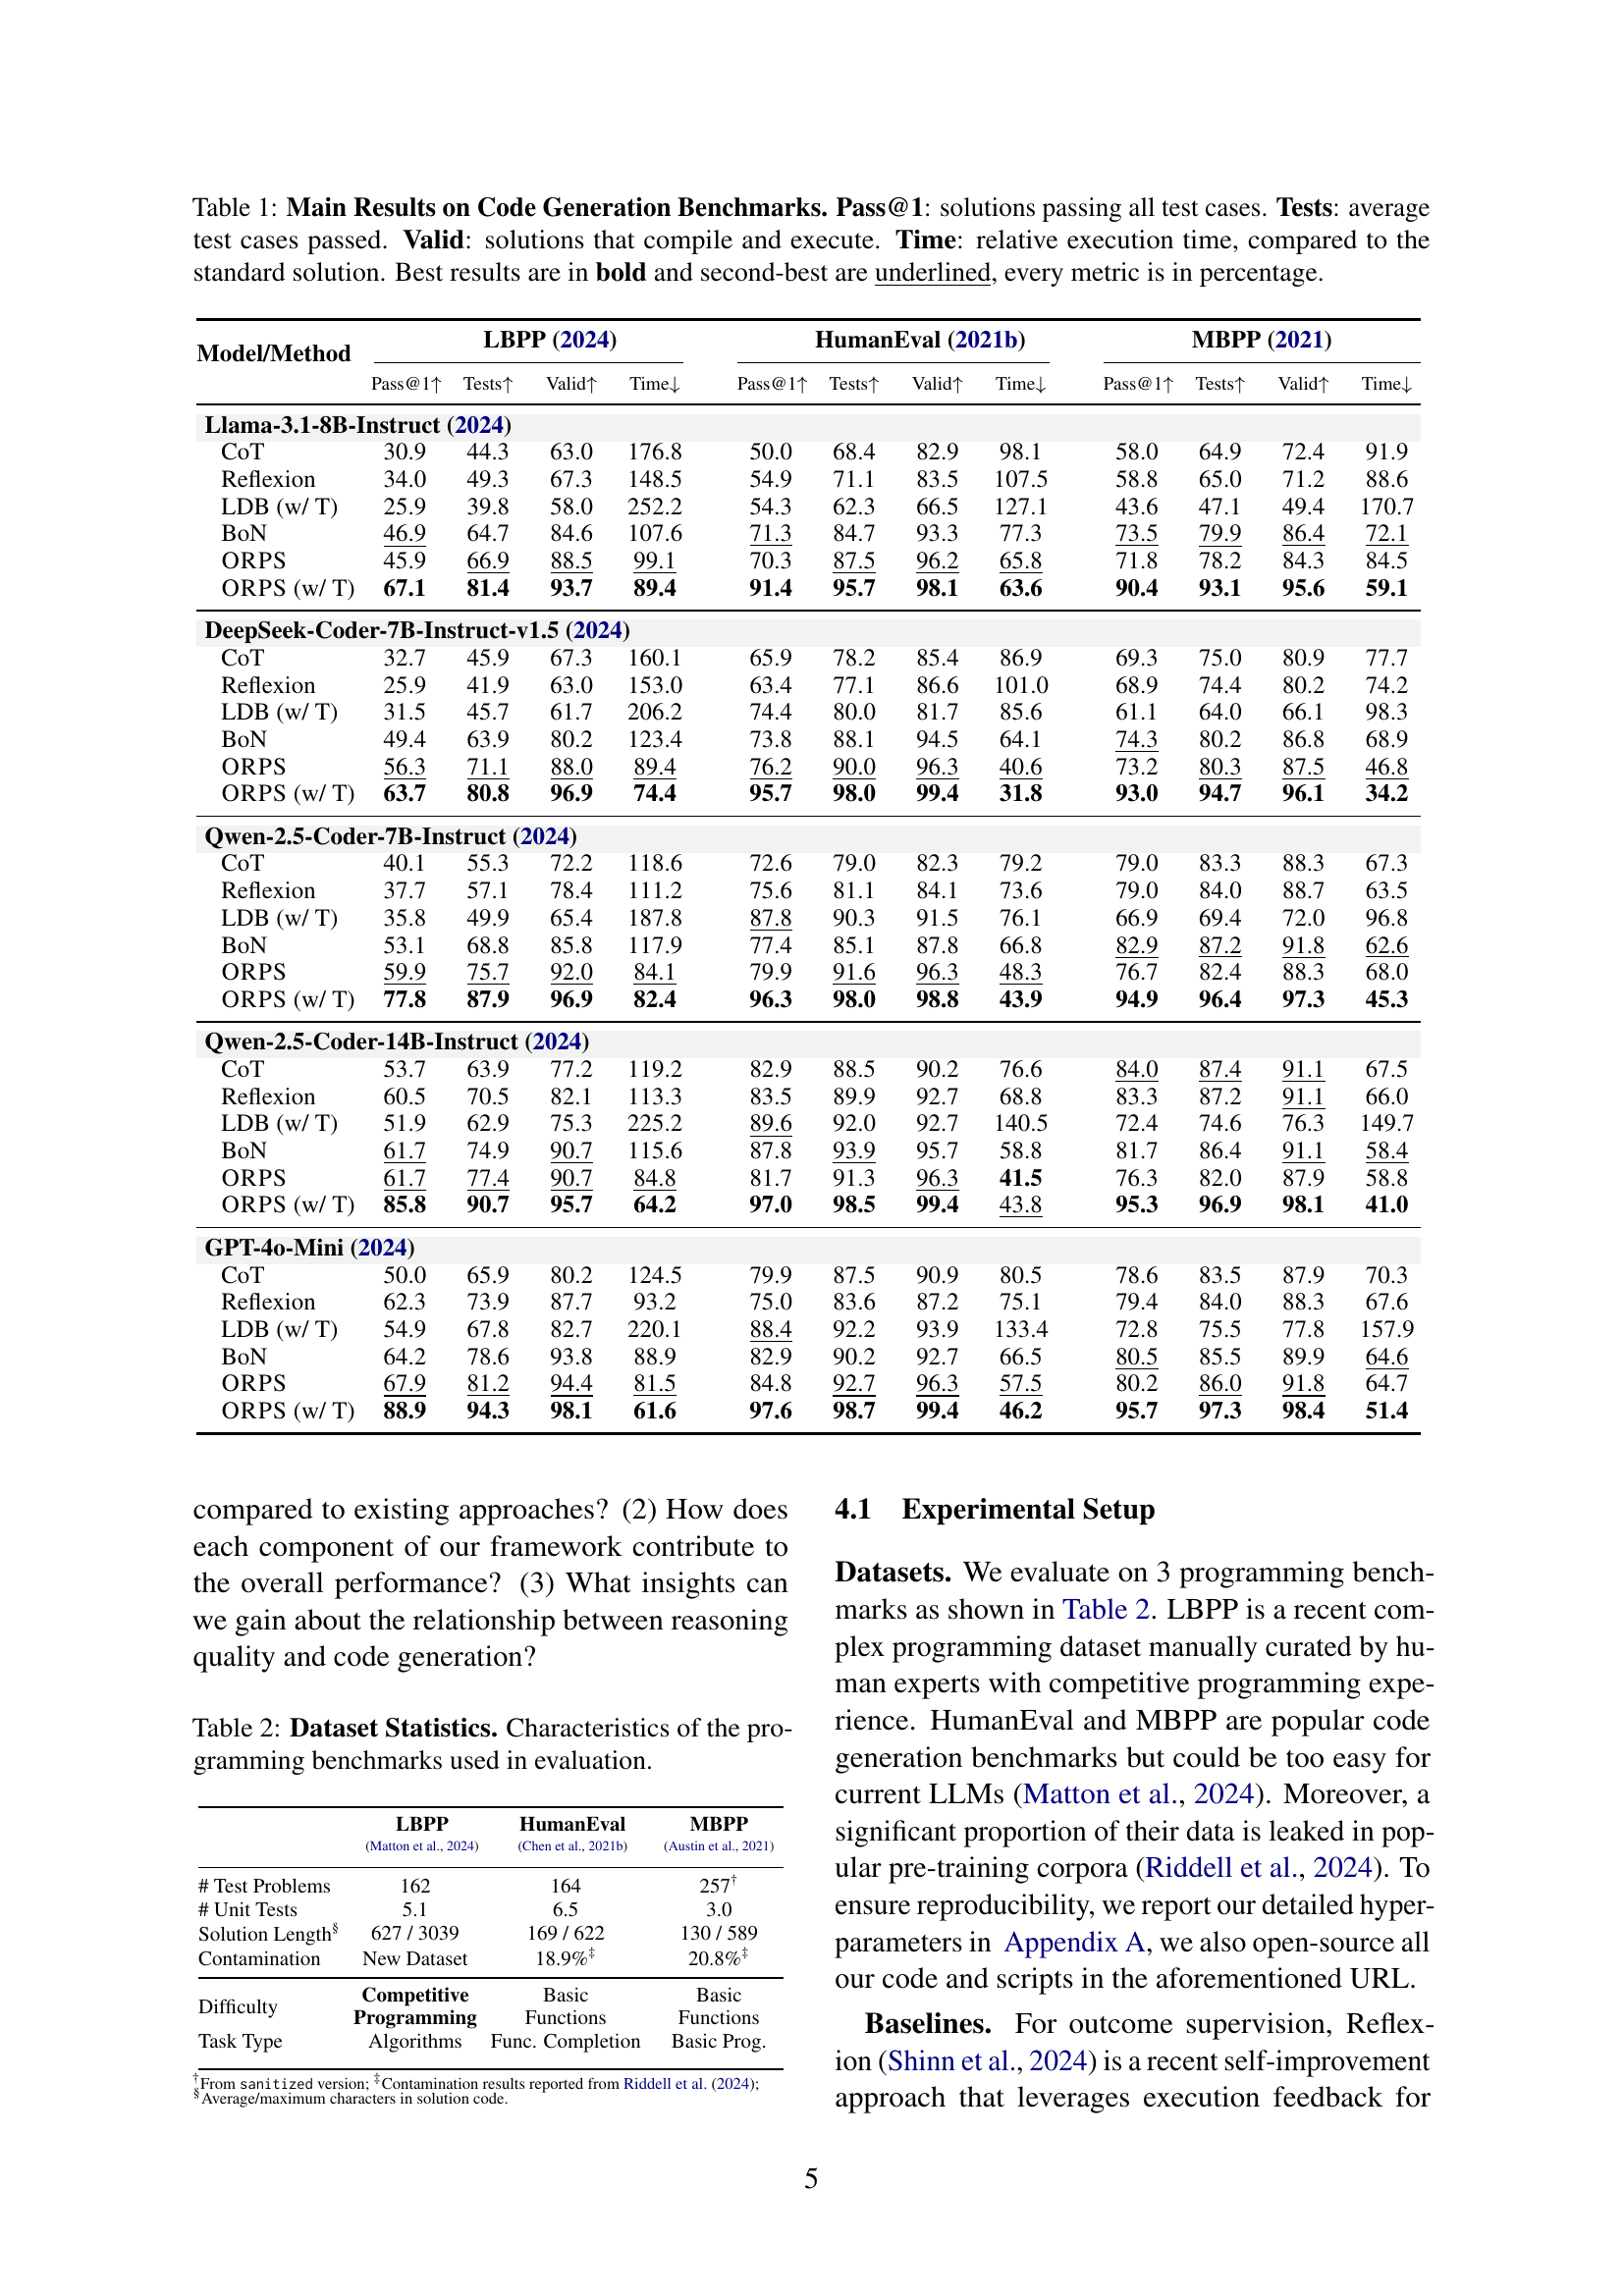 Table 1: Main Results on Code Generation Benchmarks. Pass@1: solutions passing all test cases. Tests: average
test cases passed. Valid: solutions that compile and execute. Time: relative execution time, compared to the
standard solution. Best results are in bold and second-best are underlined, every metric is in percentage.
Model/Method LBPP (2024) HumanEval (2021b) MBPP (2021)
Pass@1↑ Tests↑ Valid↑ Time↓ Pass@1↑ Tests↑ Valid↑ Time↓ Pass@1↑ Tests↑ Valid↑ Time↓
Llama-3.1-8B-Instruct (2024)
CoT 30.9 44.3 63.0 176.8 50.0 68.4 82.9 98.1 58.0 64.9 72.4 91.9
Reflexion 34.0 49.3 67.3 148.5 54.9 71.1 83.5 107.5 58.8 65.0 71.2 88.6
LDB (w/ T) 25.9 39.8 58.0 252.2 54.3 62.3 66.5 127.1 43.6 47.1 49.4 170.7
BoN 46.9 64.7 84.6 107.6 71.3 84.7 93.3 77.3 73.5 79.9 86.4 72.1
ORPS 45.9 66.9 88.5 99.1 70.3 87.5 96.2 65.8 71.8 78.2 84.3 84.5
ORPS (w/ T) 67.1 81.4 93.7 89.4 91.4 95.7 98.1 63.6 90.4 93.1 95.6 59.1
DeepSeek-Coder-7B-Instruct-v1.5 (2024)
CoT 32.7 45.9 67.3 160.1 65.9 78.2 85.4 86.9 69.3 75.0 80.9 77.7
Reflexion 25.9 41.9 63.0 153.0 63.4 77.1 86.6 101.0 68.9 74.4 80.2 74.2
LDB (w/ T) 31.5 45.7 61.7 206.2 74.4 80.0 81.7 85.6 61.1 64.0 66.1 98.3
BoN 49.4 63.9 80.2 123.4 73.8 88.1 94.5 64.1 74.3 80.2 86.8 68.9
ORPS 56.3 71.1 88.0 89.4 76.2 90.0 96.3 40.6 73.2 80.3 87.5 46.8
ORPS (w/ T) 63.7 80.8 96.9 74.4 95.7 98.0 99.4 31.8 93.0 94.7 96.1 34.2
Qwen-2.5-Coder-7B-Instruct (2024)
CoT 40.1 55.3 72.2 118.6 72.6 79.0 82.3 79.2 79.0 83.3 88.3 67.3
Reflexion 37.7 57.1 78.4 111.2 75.6 81.1 84.1 73.6 79.0 84.0 88.7 63.5
LDB (w/ T) 35.8 49.9 65.4 187.8 87.8 90.3 91.5 76.1 66.9 69.4 72.0 96.8
BoN 53.1 68.8 85.8 117.9 77.4 85.1 87.8 66.8 82.9 87.2 91.8 62.6
ORPS 59.9 75.7 92.0 84.1 79.9 91.6 96.3 48.3 76.7 82.4 88.3 68.0
ORPS (w/ T) 77.8 87.9 96.9 82.4 96.3 98.0 98.8 43.9 94.9 96.4 97.3 45.3
Qwen-2.5-Coder-14B-Instruct (2024)
CoT 53.7 63.9 77.2 119.2 82.9 88.5 90.2 76.6 84.0 87.4 91.1 67.5
Reflexion 60.5 70.5 82.1 113.3 83.5 89.9 92.7 68.8 83.3 87.2 91.1 66.0
LDB (w/ T) 51.9 62.9 75.3 225.2 89.6 92.0 92.7 140.5 72.4 74.6 76.3 149.7
BoN 61.7 74.9 90.7 115.6 87.8 93.9 95.7 58.8 81.7 86.4 91.1 58.4
ORPS 61.7 77.4 90.7 84.8 81.7 91.3 96.3 41.5 76.3 82.0 87.9 58.8
ORPS (w/ T) 85.8 90.7 95.7 64.2 97.0 98.5 99.4 43.8 95.3 96.9 98.1 41.0
GPT-4o-Mini (2024)
CoT 50.0 65.9 80.2 124.5 79.9 87.5 90.9 80.5 78.6 83.5 87.9 70.3
Reflexion 62.3 73.9 87.7 93.2 75.0 83.6 87.2 75.1 79.4 84.0 88.3 67.6
LDB (w/ T) 54.9 67.8 82.7 220.1 88.4 92.2 93.9 133.4 72.8 75.5 77.8 157.9
BoN 64.2 78.6 93.8 88.9 82.9 90.2 92.7 66.5 80.5 85.5 89.9 64.6
ORPS 67.9 81.2 94.4 81.5 84.8 92.7 96.3 57.5 80.2 86.0 91.8 64.7
ORPS (w/ T) 88.9 94.3 98.1 61.6 97.6 98.7 99.4 46.2 95.7 97.3 98.4 51.4
compared to existing approaches? (2) How does
each component of our framework contribute to
the overall performance? (3) What insights can
we gain about the relationship between reasoning
quality and code generation?
Table 2: Dataset Statistics. Characteristics of the pro-
gramming benchmarks used in evaluation.
LBPP HumanEval MBPP
(Matton et al., 2024) (Chen et al., 2021b) (Austin et al., 2021)
# Test Problems 162 164 257†
# Unit Tests 5.1 6.5 3.0
Solution Length§ 627 / 3039 169 / 622 130 / 589
Contamination New Dataset 18.9%‡ 20.8%‡
Difficulty Competitive Basic Basic
Programming Functions Functions
Task Type Algorithms Func. Completion Basic Prog.
†From sanitized version; ‡Contamination results reported from Riddell et al. (2024);
§Average/maximum characters in solution code.
4.1 Experimental Setup
Datasets. We evaluate on 3 programming bench-
marks as shown in Table 2. LBPP is a recent com-
plex programming dataset manually curated by hu-
man experts with competitive programming expe-
rience. HumanEval and MBPP are popular code
generation benchmarks but could be too easy for
current LLMs (Matton et al., 2024). Moreover, a
significant proportion of their data is leaked in pop-
ular pre-training corpora (Riddell et al., 2024). To
ensure reproducibility, we report our detailed hyper-
parameters in Appendix A, we also open-source all
our code and scripts in the aforementioned URL.
Baselines. For outcome supervision, Reflex-
ion (Shinn et al., 2024) is a recent self-improvement
approach that leverages execution feedback for
5